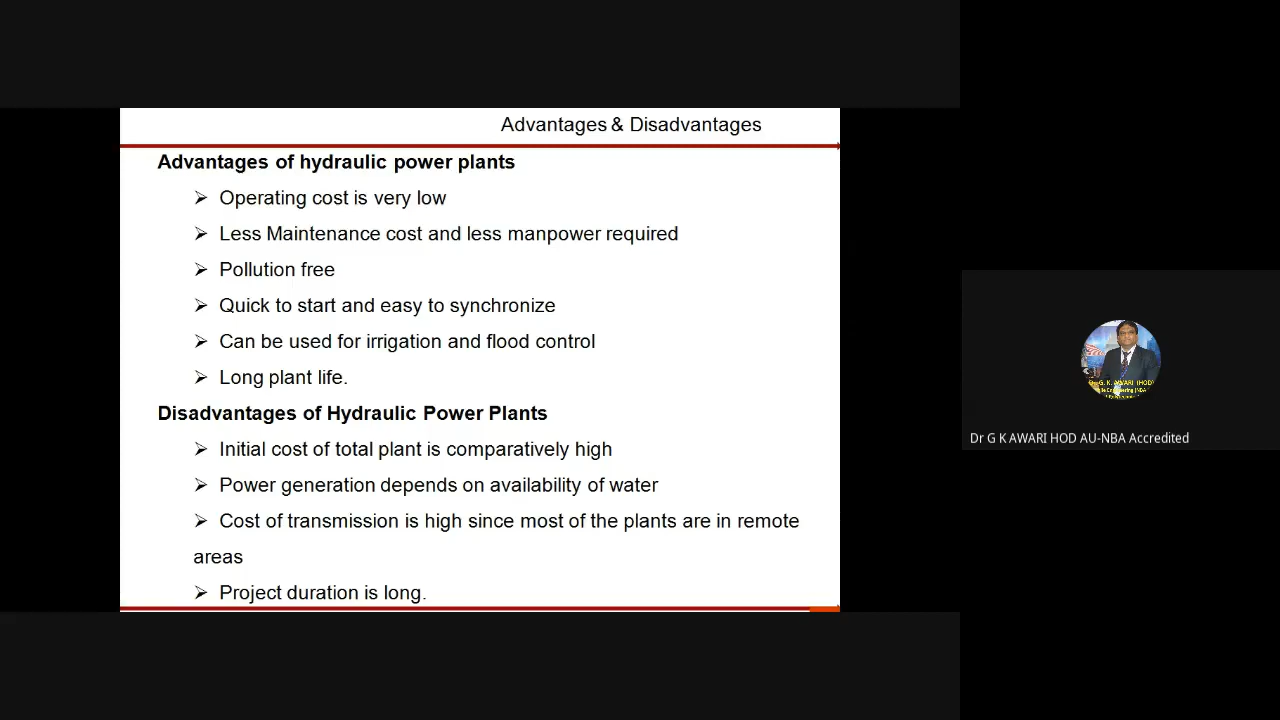 Advantages & Disadvantages
Advantages of hydraulic power plants
➢ Operating cost is very low
➢ Less Maintenance cost and less manpower required
➢ Pollution free
➢ Quick to start and easy to synchronize
➢ Can be used for irrigation and flood control
➢ Long plant life.
Disadvantages of Hydraulic Power Plants
➢ Initial cost of total plant is comparatively high
➢ Power generation depends on availability of water
➢ Cost of transmission is high since most of the plants are in remote
areas
➢ Project duration is long.
G. K. AWARI (HOD)
Dr G K AWARI HOD AU-NBA Accredited